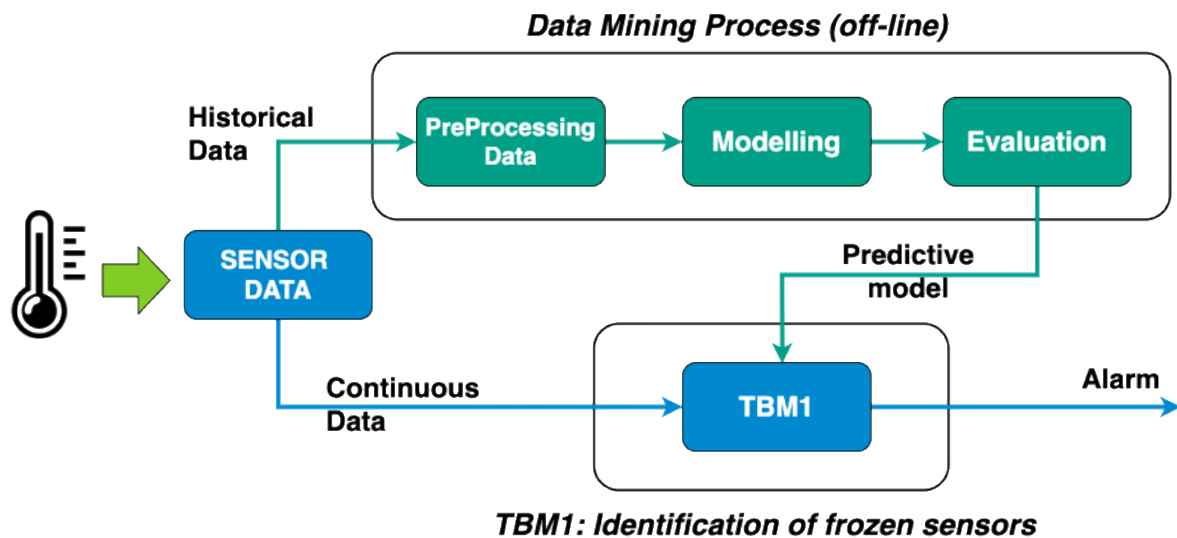 Data Mining Process (off-line)
Historical
Data
PreProcessing
Data
Modelling
Evaluation
SENSOR
DATA
Predictive
model
Continuous
Data
TBM1
Alarm
TBM1: Identification of frozen sensors